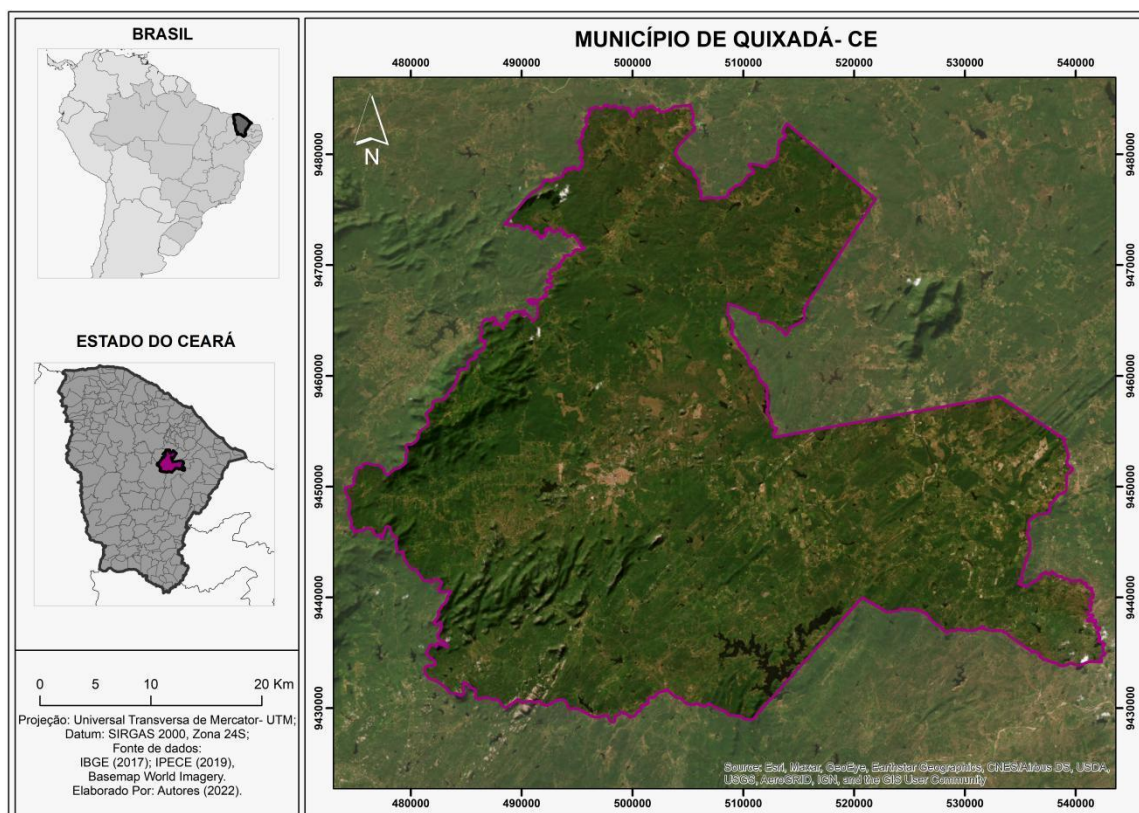 BRASIL
ESTADO DO CEARÁ
0 5 10 20 Km
Projeção: Universal Transversa de Mercator- UTM;
Datum: SIRGAS 2000, Zona 24S;
Fonte de dados:
IBGE (2017); IPECE (2019),
Basemap World Imagery.
Elaborado Por: Autores (2022).
MUNICÍPIO DE QUIXADÁ- CE
480000 490000 500000 510000 520000 530000 540000
N
9480000 9480000
9470000 9470000
9460000 9460000
9450000 9450000
9440000 9440000
9430000 9430000
Source: Esri, Maxar, GeoEye, Earthstar Geographics, CNES/Airbus DS, USDA,
USGS, AeroGRID, IGN, and the GIS User Community
480000 490000 500000 510000 520000 530000 540000